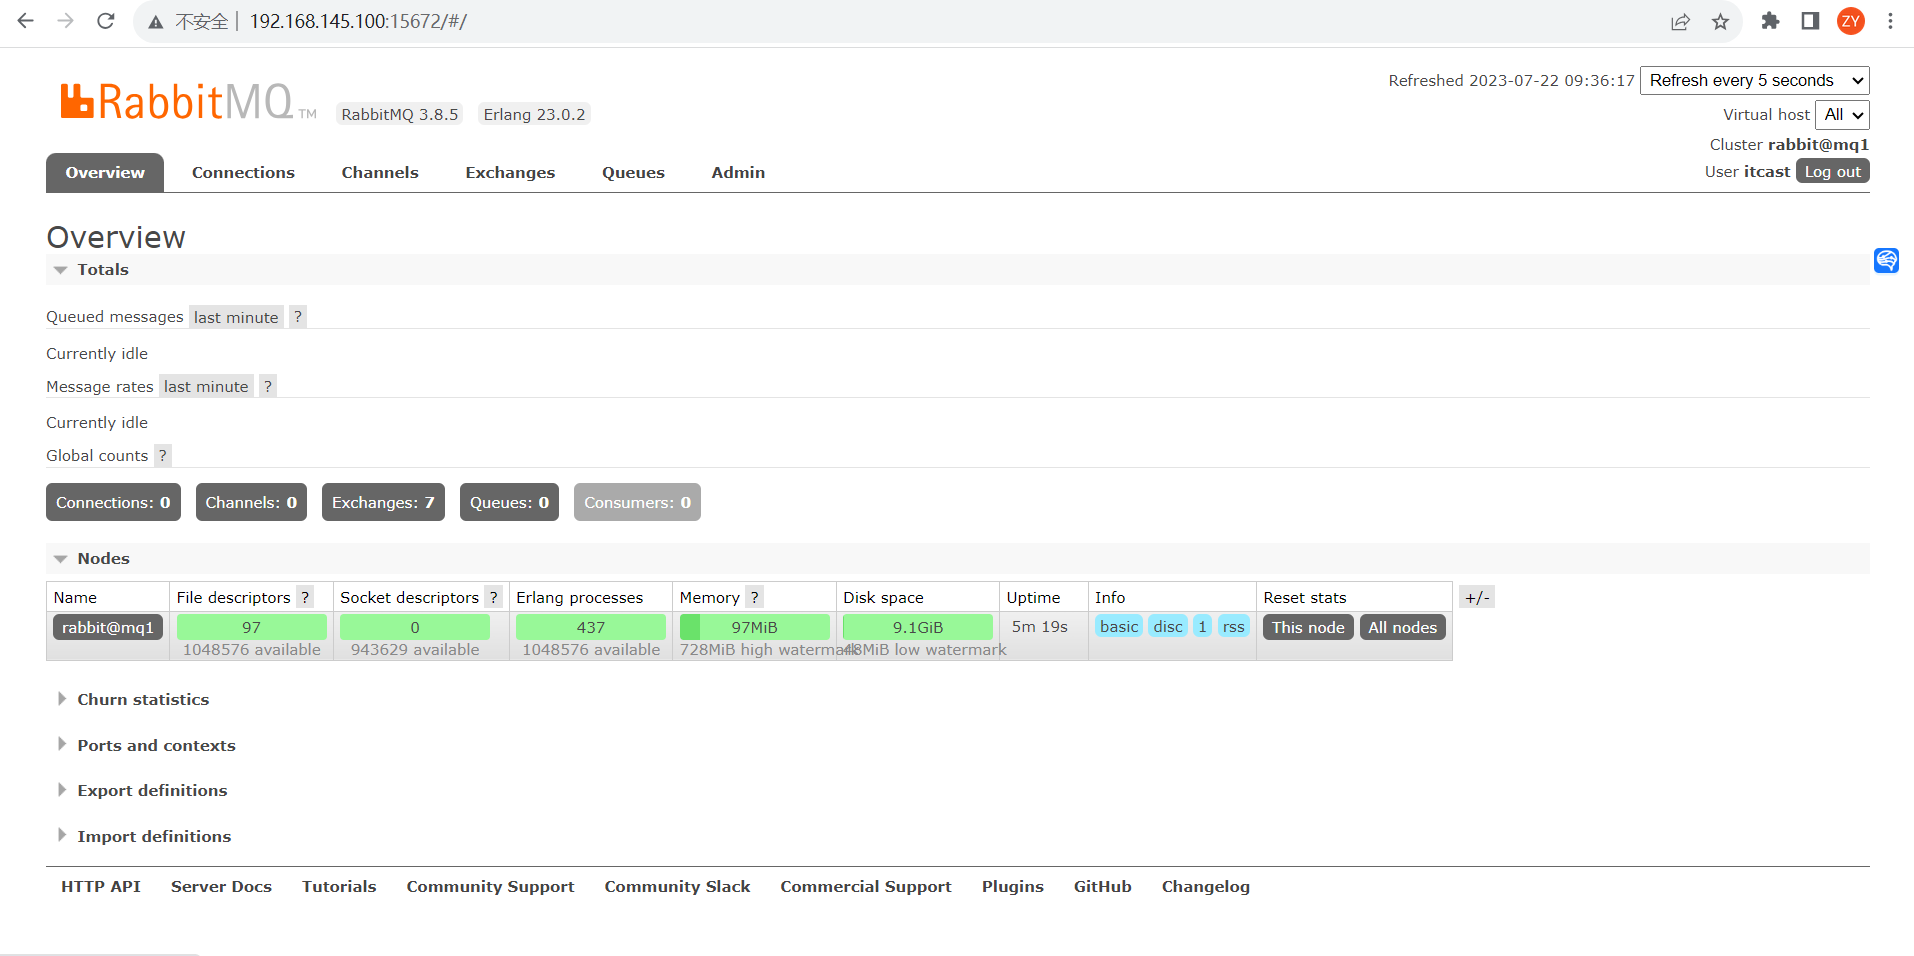 不安全 192.168.145.100:15672/#/
ZY
RabbitMQ TM RabbitMQ 3.8.5 Erlang 23.0.2
Refreshed 2023-07-22 09:36:17 Refresh every 5 seconds
Virtual host All
Cluster rabbit@mq1
User itcast Log out
Overview Connections Channels Exchanges Queues Admin
Overview
Totals
Queued messages last minute ?
Currently idle
Message rates last minute ?
Currently idle
Global counts ?
Connections: 0 Channels: 0 Exchanges: 7 Queues: 0 Consumers: 0
Nodes
Name File descriptors ? Socket descriptors ? Erlang processes Memory ? Disk space Uptime Info Reset stats +/-
rabbit@mq1 97 0 437 97MiB 9.1GiB 5m 19s basic disc 1 rss This node All nodes
1048576 available 943629 available 1048576 available 728MiB high watermark 48MiB low watermark
Churn statistics
Ports and contexts
Export definitions
Import definitions
HTTP API Server Docs Tutorials Community Support Community Slack Commercial Support Plugins GitHub Changelog